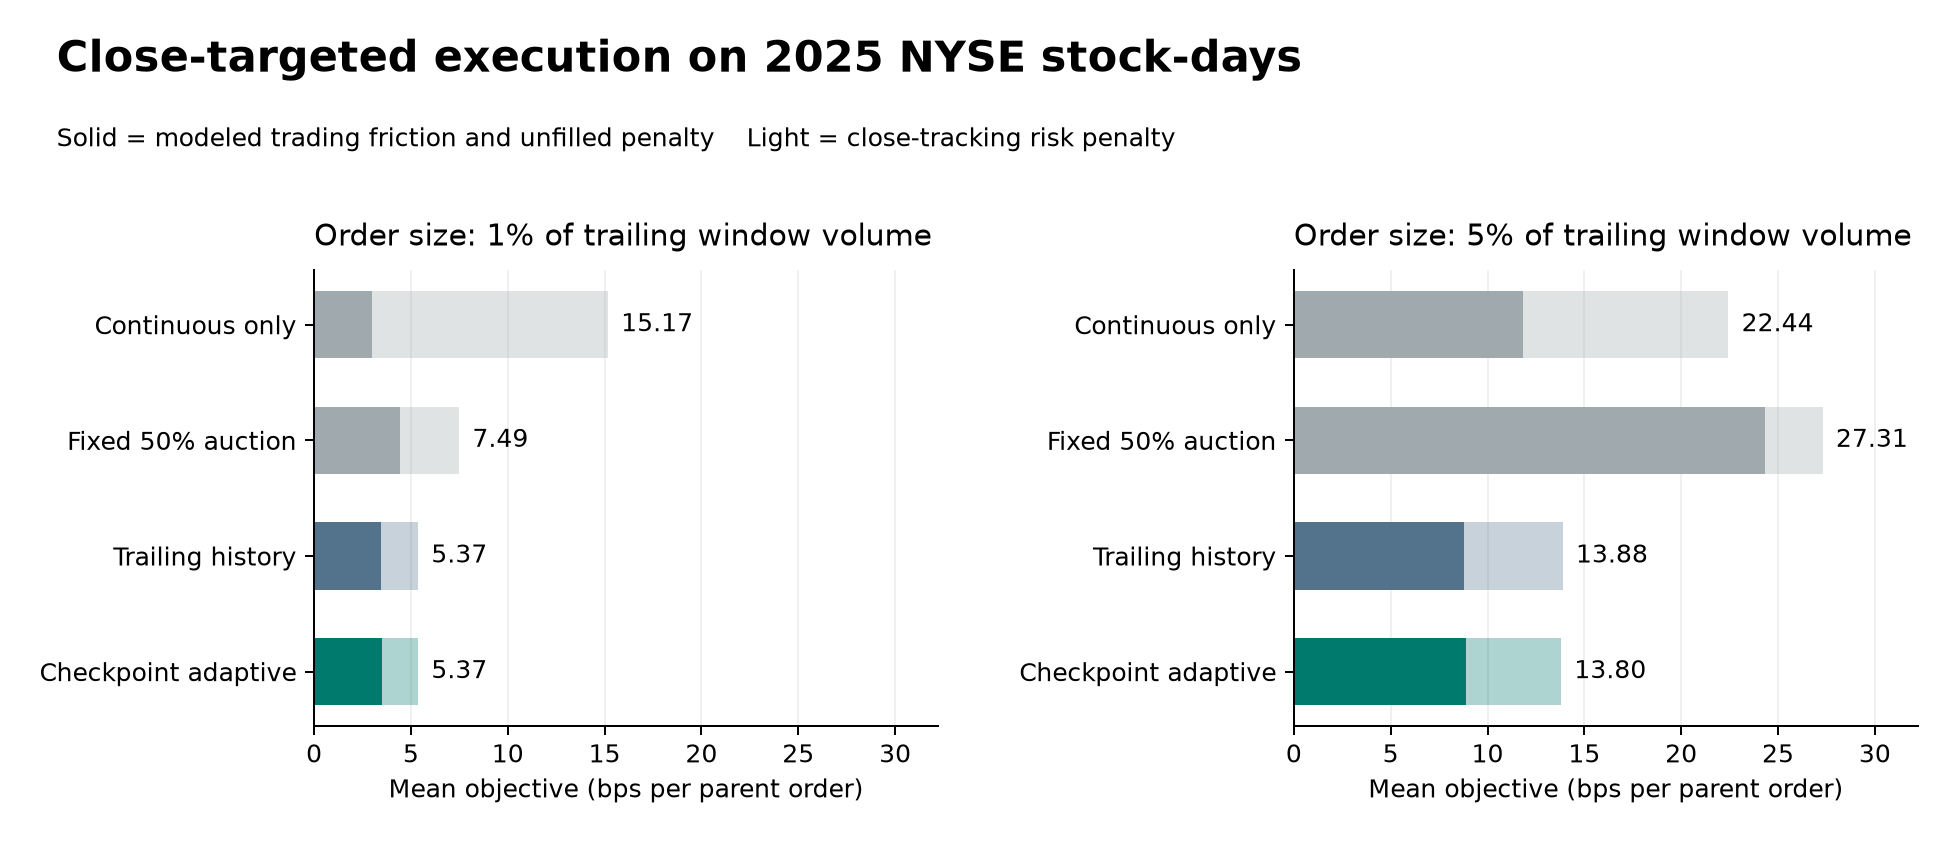 Close-targeted execution on 2025 NYSE stock-days
Solid = modeled trading friction and unfilled penalty    Light = close-tracking risk penalty
Order size: 1% of trailing window volume
Continuous only
15.17
Fixed 50% auction
7.49
Trailing history
5.37
Checkpoint adaptive
5.37
0 5 10 15 20 25 30
Mean objective (bps per parent order)
Order size: 5% of trailing window volume
Continuous only
22.44
Fixed 50% auction
27.31
Trailing history
13.88
Checkpoint adaptive
13.80
0 5 10 15 20 25 30
Mean objective (bps per parent order)